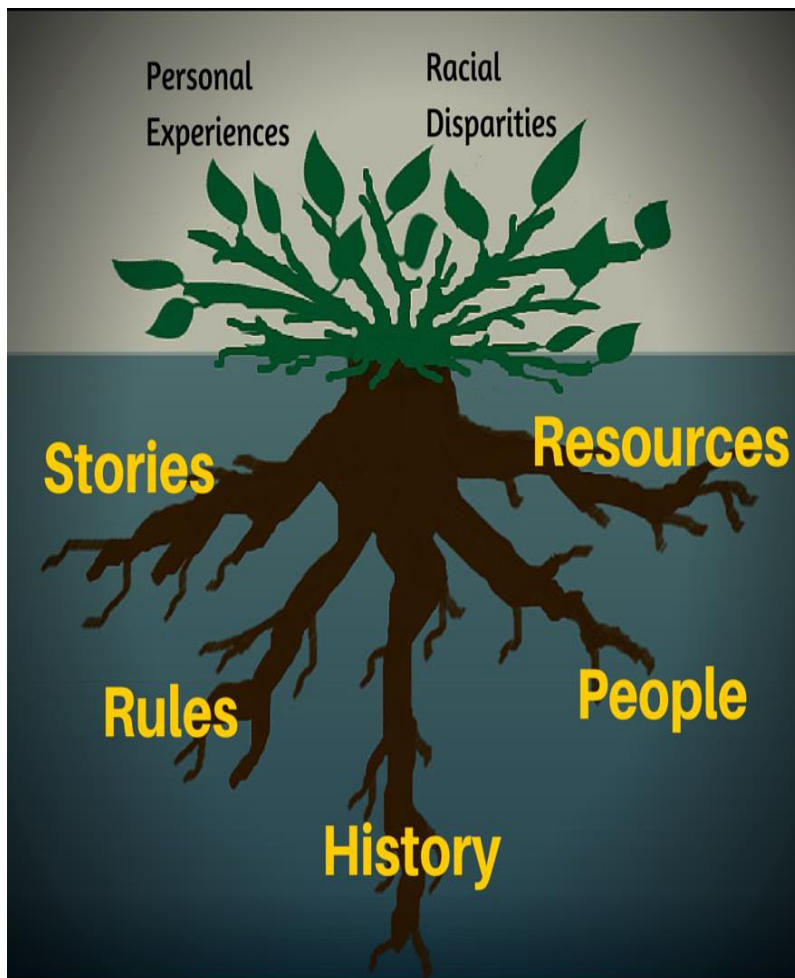 Personal
Experiences
Racial
Disparities
Stories
Resources
Rules
People
History